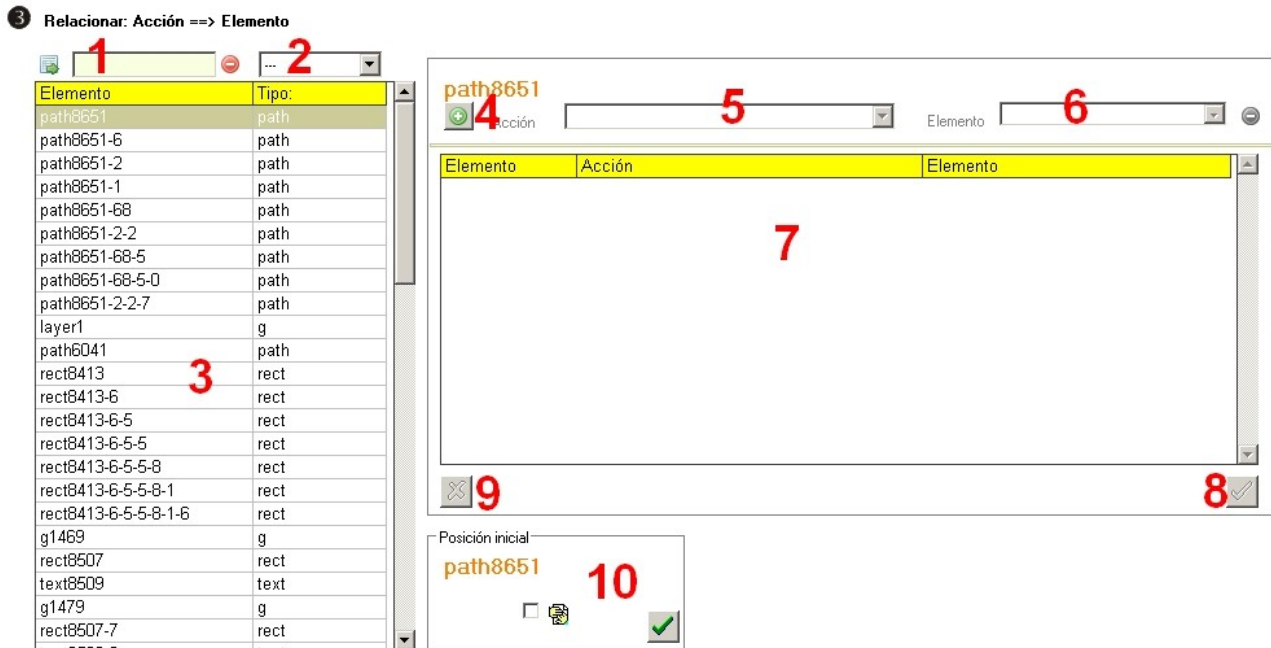 3 Relacionar: Acción ==> Elemento
1 --- 2
Elemento Tipo:
path8651 path
path8651-6 path
path8651-2 path
path8651-1 path
path8651-68 path
path8651-2-2 path
path8651-68-5 path
path8651-68-5-0 path
path8651-2-2-7 path
layer1 g
path6041 path
rect8413 rect
3
rect8413-6 rect
rect8413-6-5 rect
rect8413-6-5-5 rect
rect8413-6-5-5-8 rect
rect8413-6-5-5-8-1 rect
rect8413-6-5-5-8-1-6 rect
g1469 g
rect8507 rect
text8509 text
g1479 g
rect8507-7 rect
path8651
4 Acción 5 Elemento 6
Elemento Acción Elemento
7
9 8
Posición inicial
path8651
10